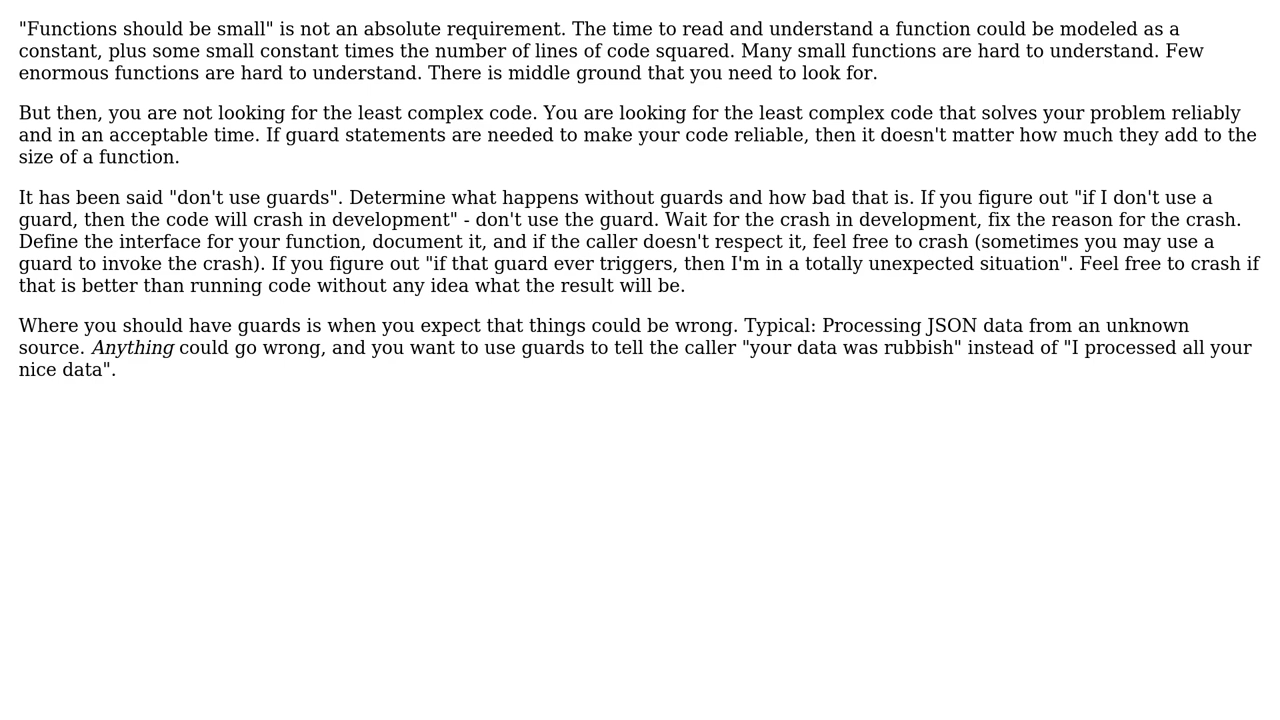 "Functions should be small" is not an absolute requirement. The time to read and understand a function could be modeled as a
constant, plus some small constant times the number of lines of code squared. Many small functions are hard to understand. Few
enormous functions are hard to understand. There is middle ground that you need to look for.
But then, you are not looking for the least complex code. You are looking for the least complex code that solves your problem reliably
and in an acceptable time. If guard statements are needed to make your code reliable, then it doesn't matter how much they add to the
size of a function.
It has been said "don't use guards". Determine what happens without guards and how bad that is. If you figure out "if I don't use a
guard, then the code will crash in development" - don't use the guard. Wait for the crash in development, fix the reason for the crash.
Define the interface for your function, document it, and if the caller doesn't respect it, feel free to crash (sometimes you may use a
guard to invoke the crash). If you figure out "if that guard ever triggers, then I'm in a totally unexpected situation". Feel free to crash if
that is better than running code without any idea what the result will be.
Where you should have guards is when you expect that things could be wrong. Typical: Processing JSON data from an unknown
source. Anything could go wrong, and you want to use guards to tell the caller "your data was rubbish" instead of "I processed all your
nice data".